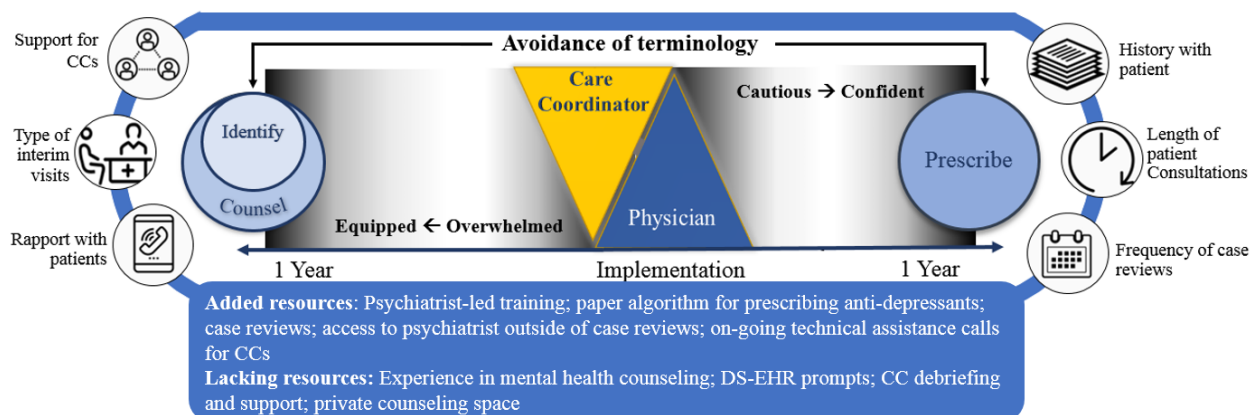 Support for
CCs
Type of
interim
visits
Rapport with
patients
Avoidance of terminology
Identify
Counsel
Care
Coordinator
Physician
Equipped ← Overwhelmed
Cautious → Confident
Prescribe
1 Year
Implementation
1 Year
History with
patient
Length of
patient
Consultations
Frequency of case
reviews
Added resources: Psychiatrist-led training; paper algorithm for prescribing anti-depressants;
case reviews; access to psychiatrist outside of case reviews; on-going technical assistance calls
for CCs
Lacking resources: Experience in mental health counseling; DS-EHR prompts; CC debriefing
and support; private counseling space